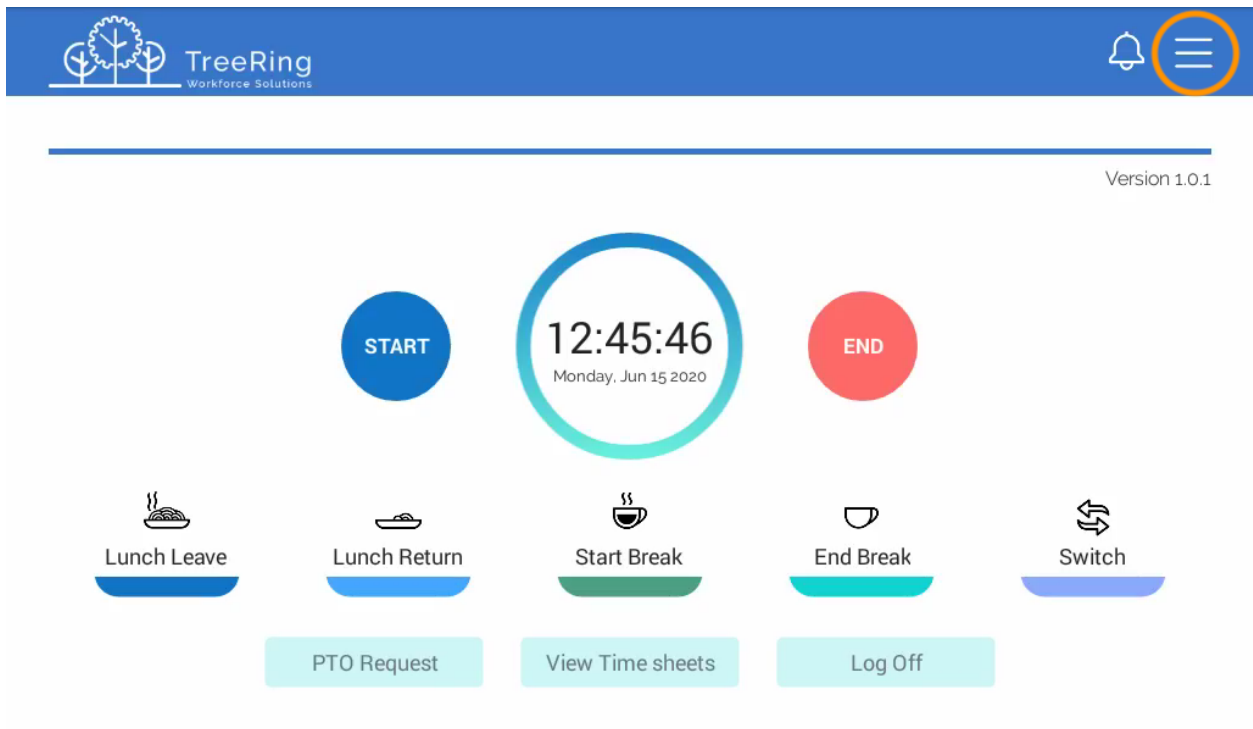 TreeRing
Workforce Solutions
Version 1.0.1
START
12:45:46
Monday, Jun 15 2020
END
Lunch Leave
Lunch Return
Start Break
End Break
Switch
PTO Request
View Time sheets
Log Off